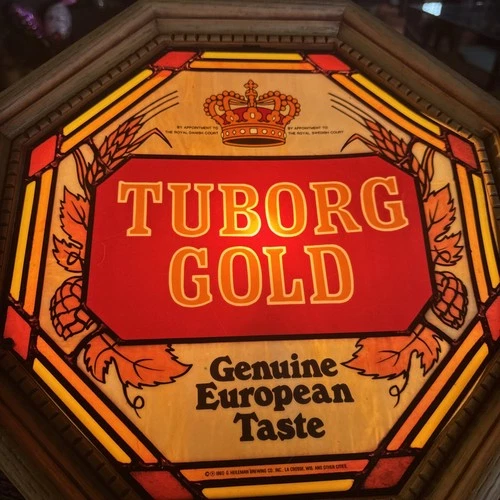 BY APPOINTMENT TO
THE ROYAL DANISH COURT
BY APPOINTMENT TO
THE ROYAL SWEDISH COURT
TUBORG
GOLD
Genuine
European
Taste
G. HEILEMAN BREWING CO., INC., LA CROSSE, WIS. AND OTHER CITIES